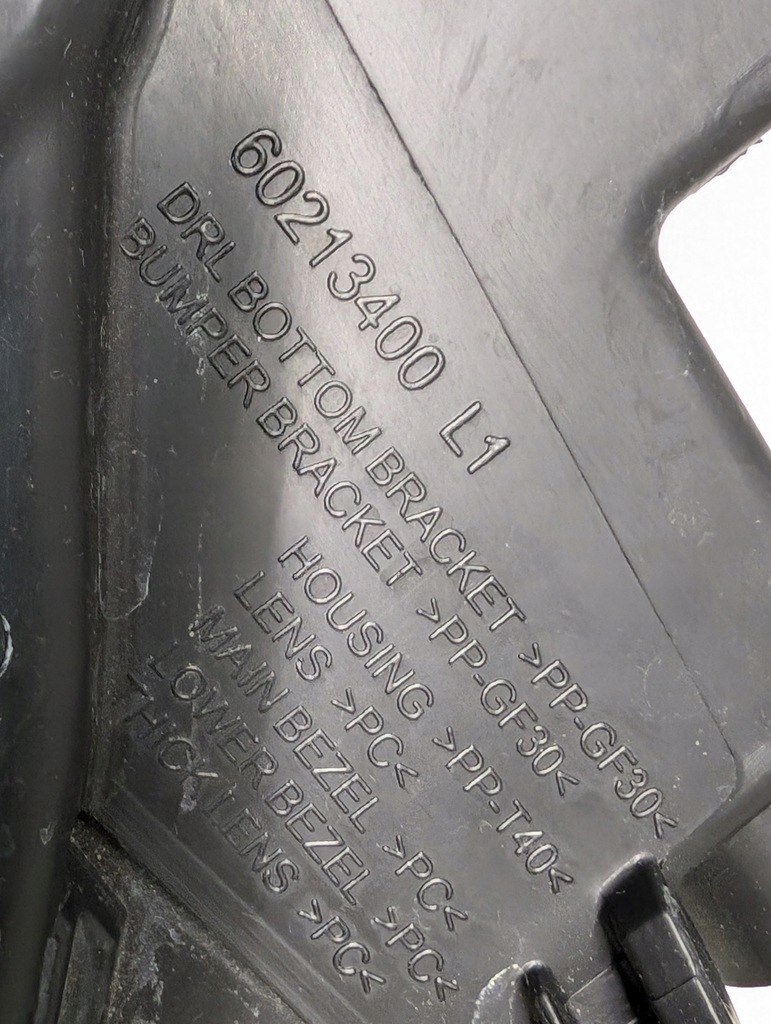 60213400 L1
DRL BOTTOM BRACKET >PP-GF30<
BUMPER BRACKET >PP-GF30<
HOUSING >PP-T40<
LENS >PC<
MAIN BEZEL >PC<
LOWER BEZEL >PC<
THICK LENS >PC<